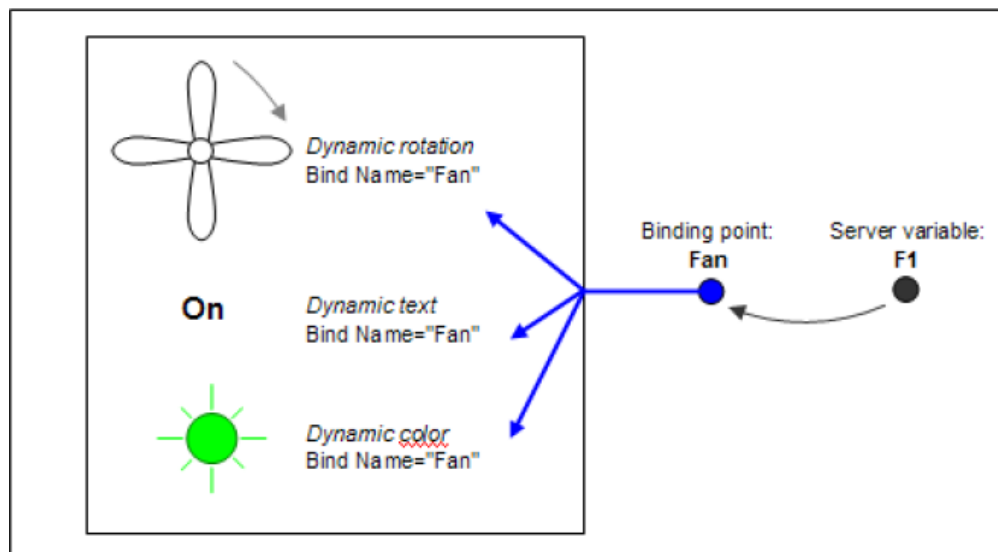 Dynamic rotation
Bind Name="Fan"
Binding point:
Fan
Server variable:
F1
On
Dynamic text
Bind Name="Fan"
Dynamic color
Bind Name="Fan"